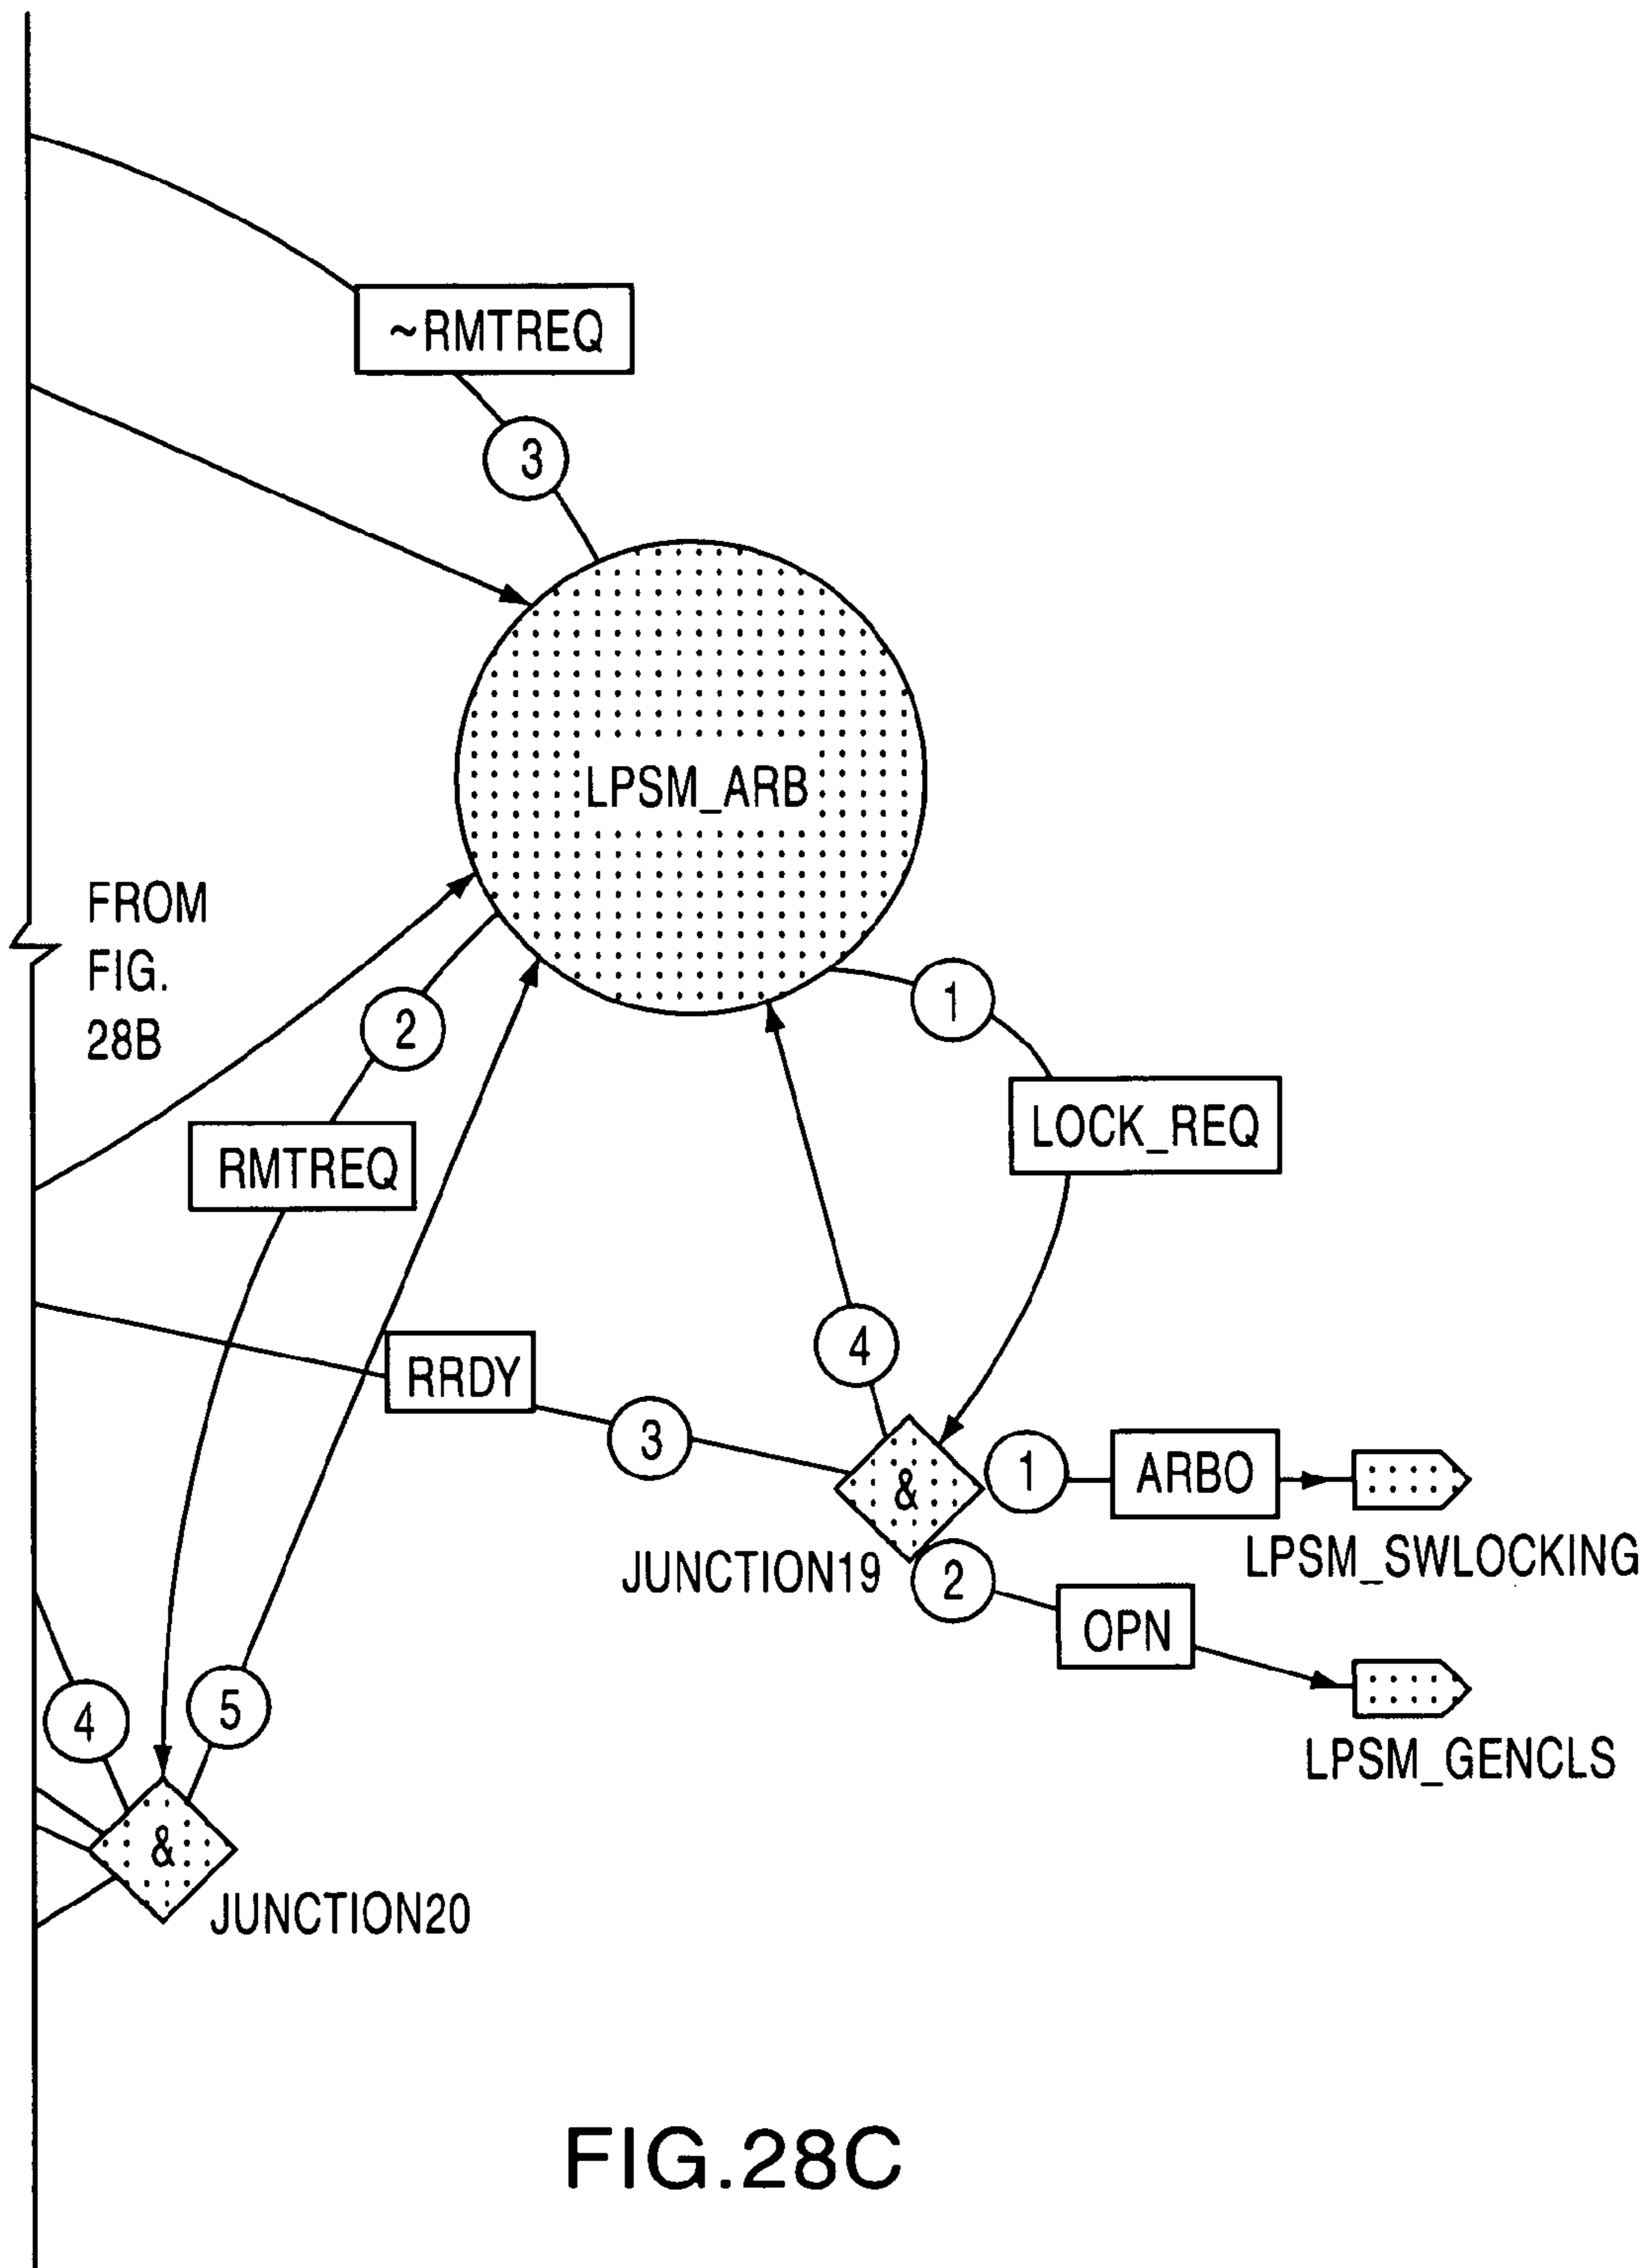 ~RMTREQ
3
LPSM_ARB
FROM
FIG.
28B
2
1
LOCK_REQ
RMTREQ
4
RRDY
3
&
1
ARBO
LPSM_SWLOCKING
JUNCTION19
2
OPN
LPSM_GENCLS
4
5
&
JUNCTION20
FIG.28C